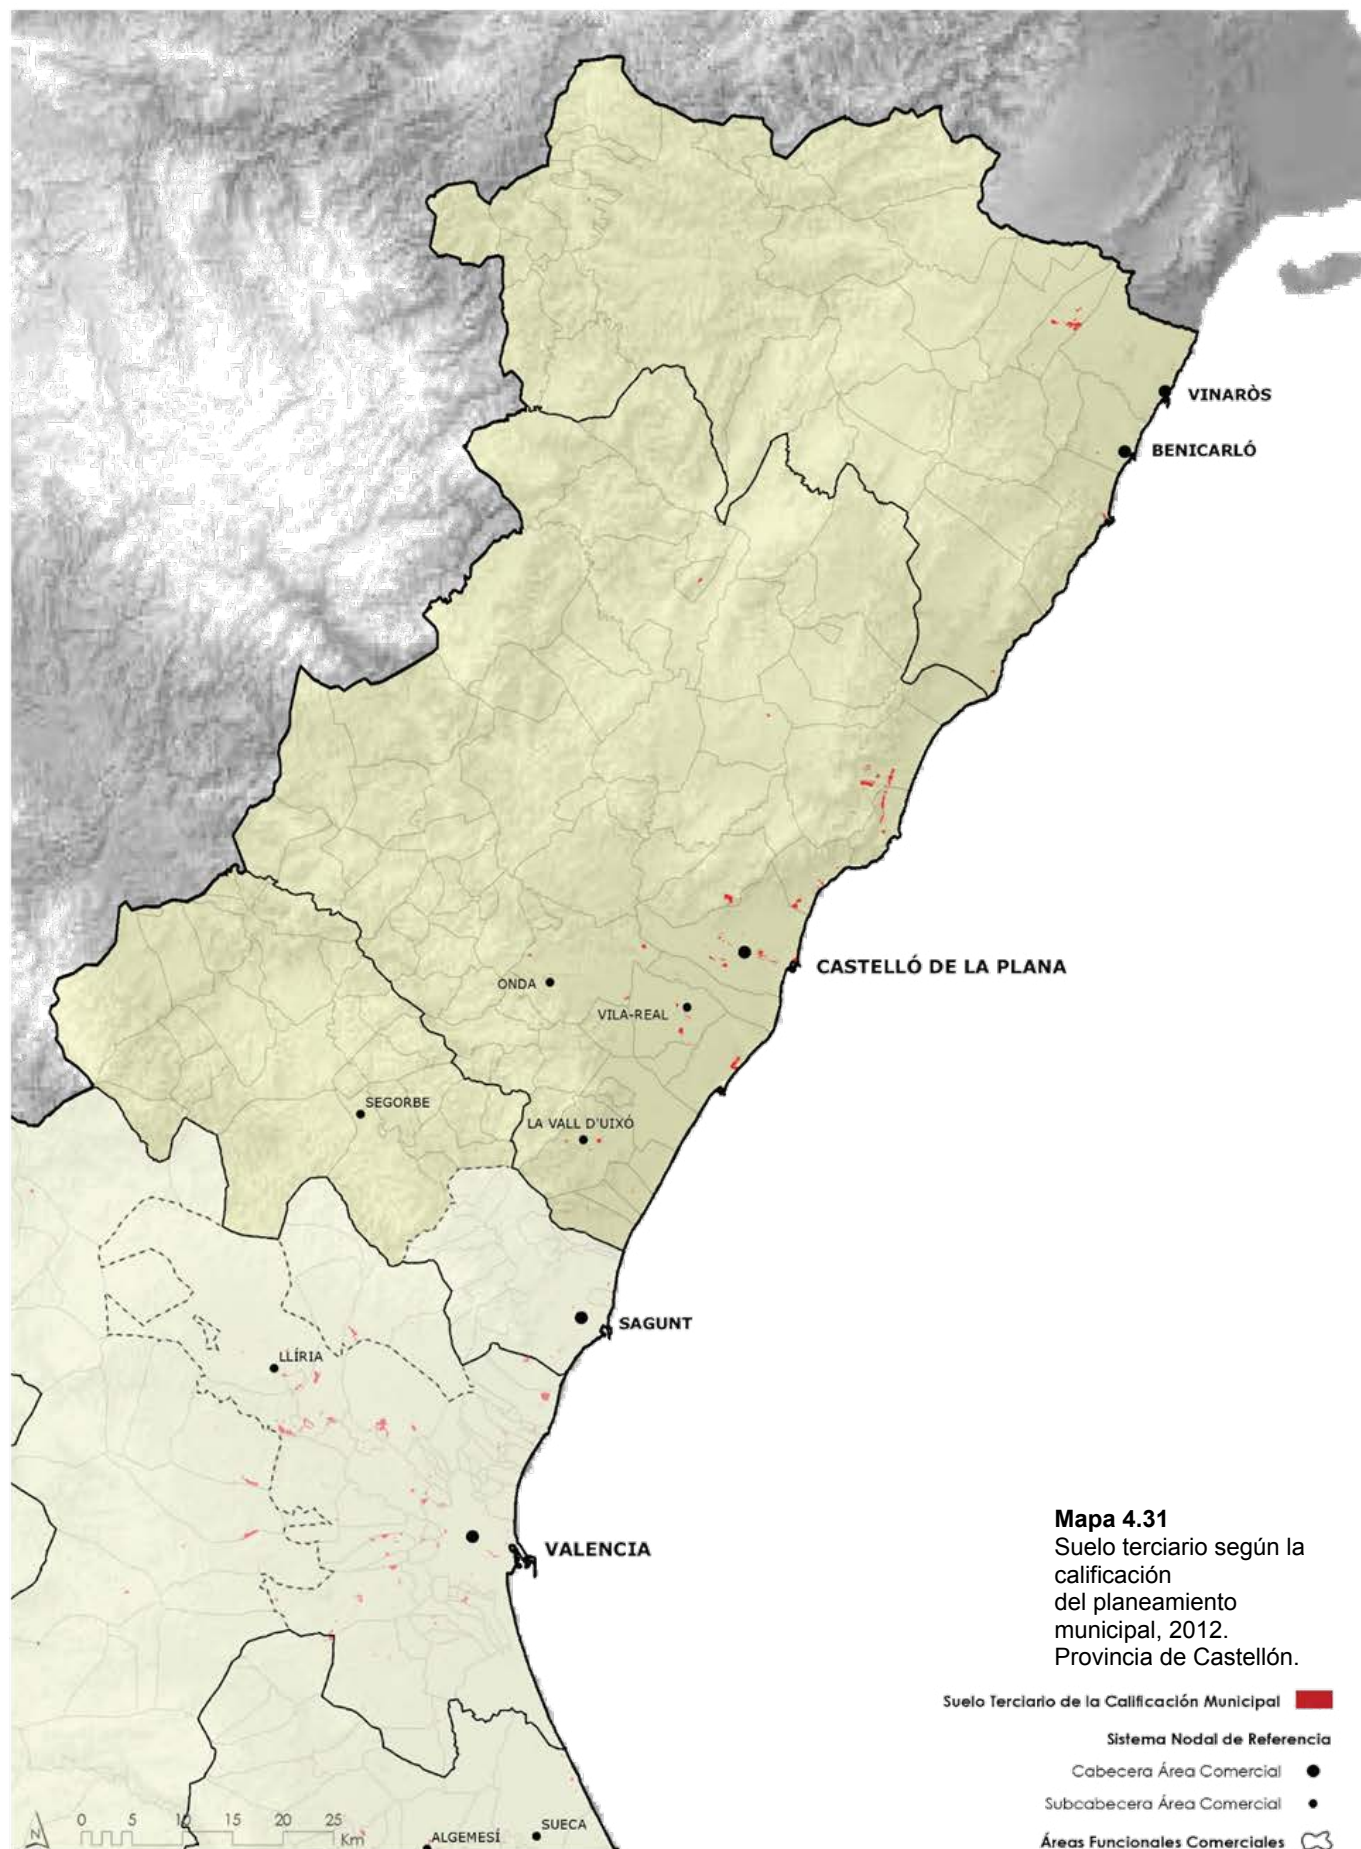 VINARÒS
BENICARLÓ
CASTELLÓ DE LA PLANA
ONDA
VILA-REAL
SEGORBE
LA VALL D'UIXÓ
SAGUNT
LLÍRIA
VALENCIA
Mapa 4.31
Suelo terciario según la
calificación
del planeamiento
municipal, 2012.
Provincia de Castellón.
Suelo Terciario de la Calificación Municipal
Sistema Nodal de Referencia
Cabecera Área Comercial
Subcabecera Área Comercial
Áreas Funcionales Comerciales
N
0 5 10 15 20 25
Km
ALGEMESÍ
SUECA